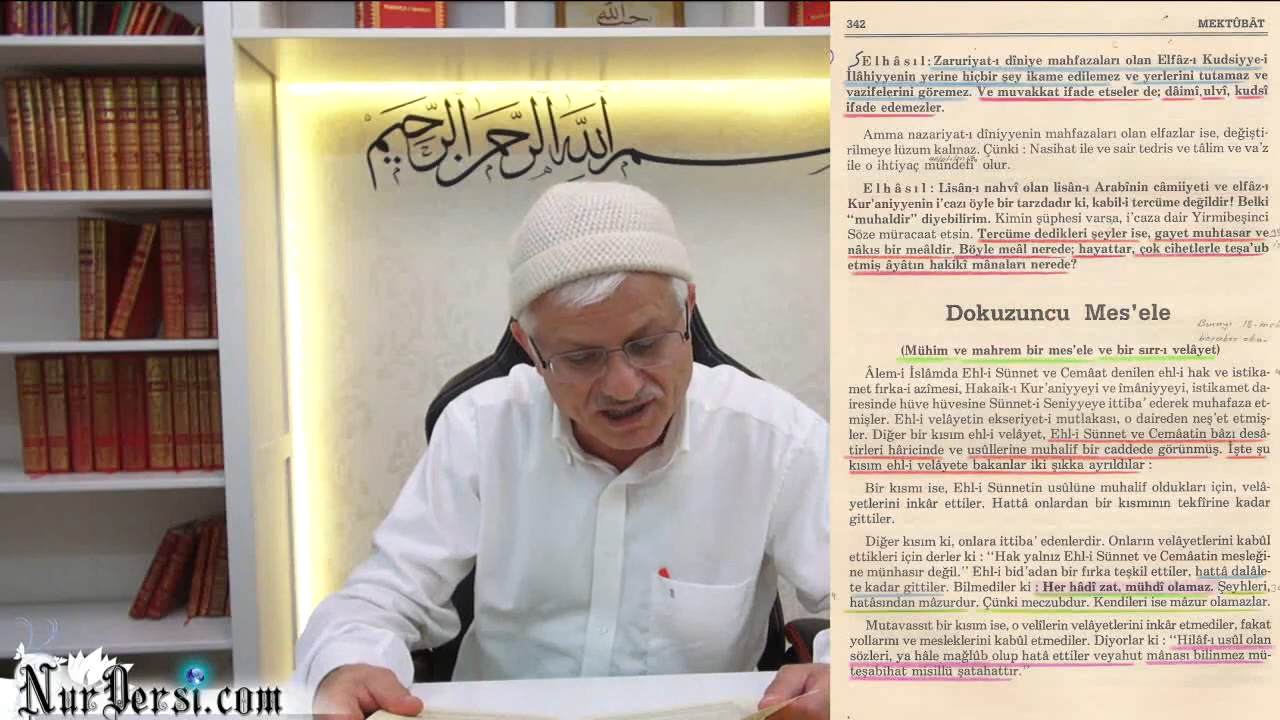 حسبي الله
بسم الله الرحمن الرحيم
NurDersi.com
342 MEKTÛBÂT
Elhâsıl: Zaruriyat-ı dîniye mahfazaları olan Elfâz-ı Kudsiyye-i
İlâhiyyenin yerine hiçbir şey ikame edilemez ve yerlerini tutamaz ve
vazifelerini göremez. Ve muvakkat ifade etseler de; dâimî, ulvî, kudsî
ifade edemezler.
Amma nazariyat-ı dîniyyenin mahfazaları olan elfazlar ise, değişti-
rilmeye lüzum kalmaz. Çünki : Nasihat ile ve sair tedris ve tâlim ve va'z
ile o ihtiyaç mündefi' olur.
Elhâsıl: Lisân-ı nahvî olan lisân-ı Arabînin câmiiyeti ve elfâz-ı
Kur'aniyyenin i'cazı öyle bir tarzdadır ki, kabil-i tercüme değildir! Belki
"muhaldir" diyebilirim. Kimin şüphesi varsa, i'caza dair Yirmibeşinci
Söze müracaat etsin. Tercüme dedikleri şeyler ise, gayet muhtasar ve
nâkıs bir meâldir. Böyle meâl nerede; hayattar, çok cihetlerle teşa'ub
etmiş âyâtın hakikî mânaları nerede?
Dokuzuncu Mes'ele
(Mühim ve mahrem bir mes'ele ve bir sırr-ı velâyet)
Âlem-i İslâmda Ehl-i Sünnet ve Cemâat denilen ehl-i hak ve istika-
met fırka-i azîmesi, Hakaik-ı Kur'aniyyeyi ve îmâniyyeyi, istikamet da-
iresinde hüve hüvesine Sünnet-i Seniyyeye ittiba' ederek muhafaza et-
mişler. Ehl-i velâyetin ekseriyet-i mutlakası, o daireden neş'et etmiş-
ler. Diğer bir kısım ehl-i velâyet, Ehl-i Sünnet ve Cemâatin bâzı desâ-
tirleri hâricinde ve usûllerine muhalif bir caddede görünmüş. İşte şu
kısım ehl-i velâyete bakanlar iki şıkka ayrıldılar :
Bir kısmı ise, Ehl-i Sünnetin usûlüne muhalif oldukları için, velâ-
yetlerini inkâr ettiler. Hattâ onlardan bir kısmının tekfîrine kadar
gittiler.
Diğer kısım ki, onlara ittiba' edenlerdir. Onların velâyetlerini kabûl
ettikleri için derler ki : "Hak yalnız Ehl-i Sünnet ve Cemâatin mesleği-
ne münhasır değil." Ehl-i bid'adan bir fırka teşkil ettiler, hattâ dalâle-
te kadar gittiler. Bilmediler ki : Her hâdî zat, mühdî olamaz. Şeyhleri,
hatâsından mâzurdur. Çünki meczubdur. Kendileri ise mâzur olamazlar.
Mutavassıt bir kısım ise, o velîlerin velâyetlerini inkâr etmediler, fakat
yollarını ve mesleklerini kabûl etmediler. Diyorlar ki : "Hilâf-ı usûl olan
sözleri, ya hâle mağlûb olup hatâ ettiler veyahut mânası bilinmez mü-
teşabihat misillü şatahattır."